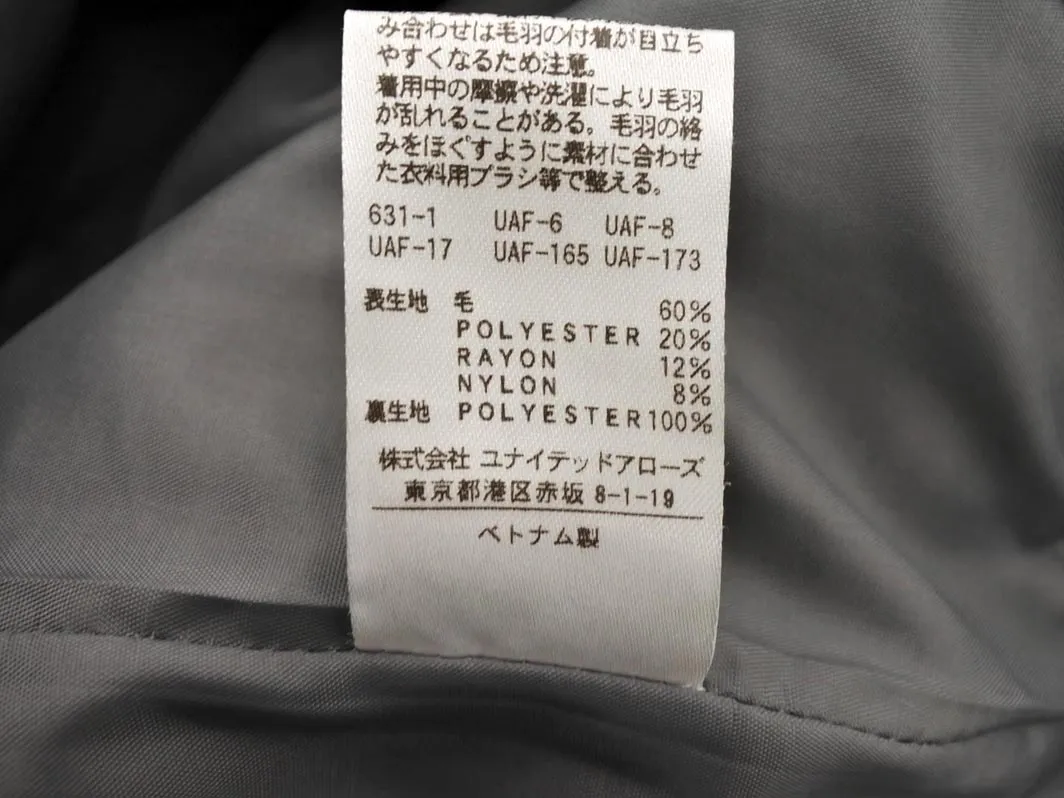 み合わせは毛羽の付着が目立ち
やすくなるため注意。
着用中の摩擦や洗濯により毛羽
が乱れることがある。毛羽の絡
みをほぐすように素材に合わせ
た衣料用ブラシ等で整える。
631-1 UAF-6 UAF-8
UAF-17 UAF-165 UAF-173
表生地 毛 60%
POLYESTER 20%
RAYON 12%
NYLON 8%
裏生地 POLYESTER 100%
株式会社 ユナイテッドアローズ
東京都港区赤坂 8-1-19
ベトナム製